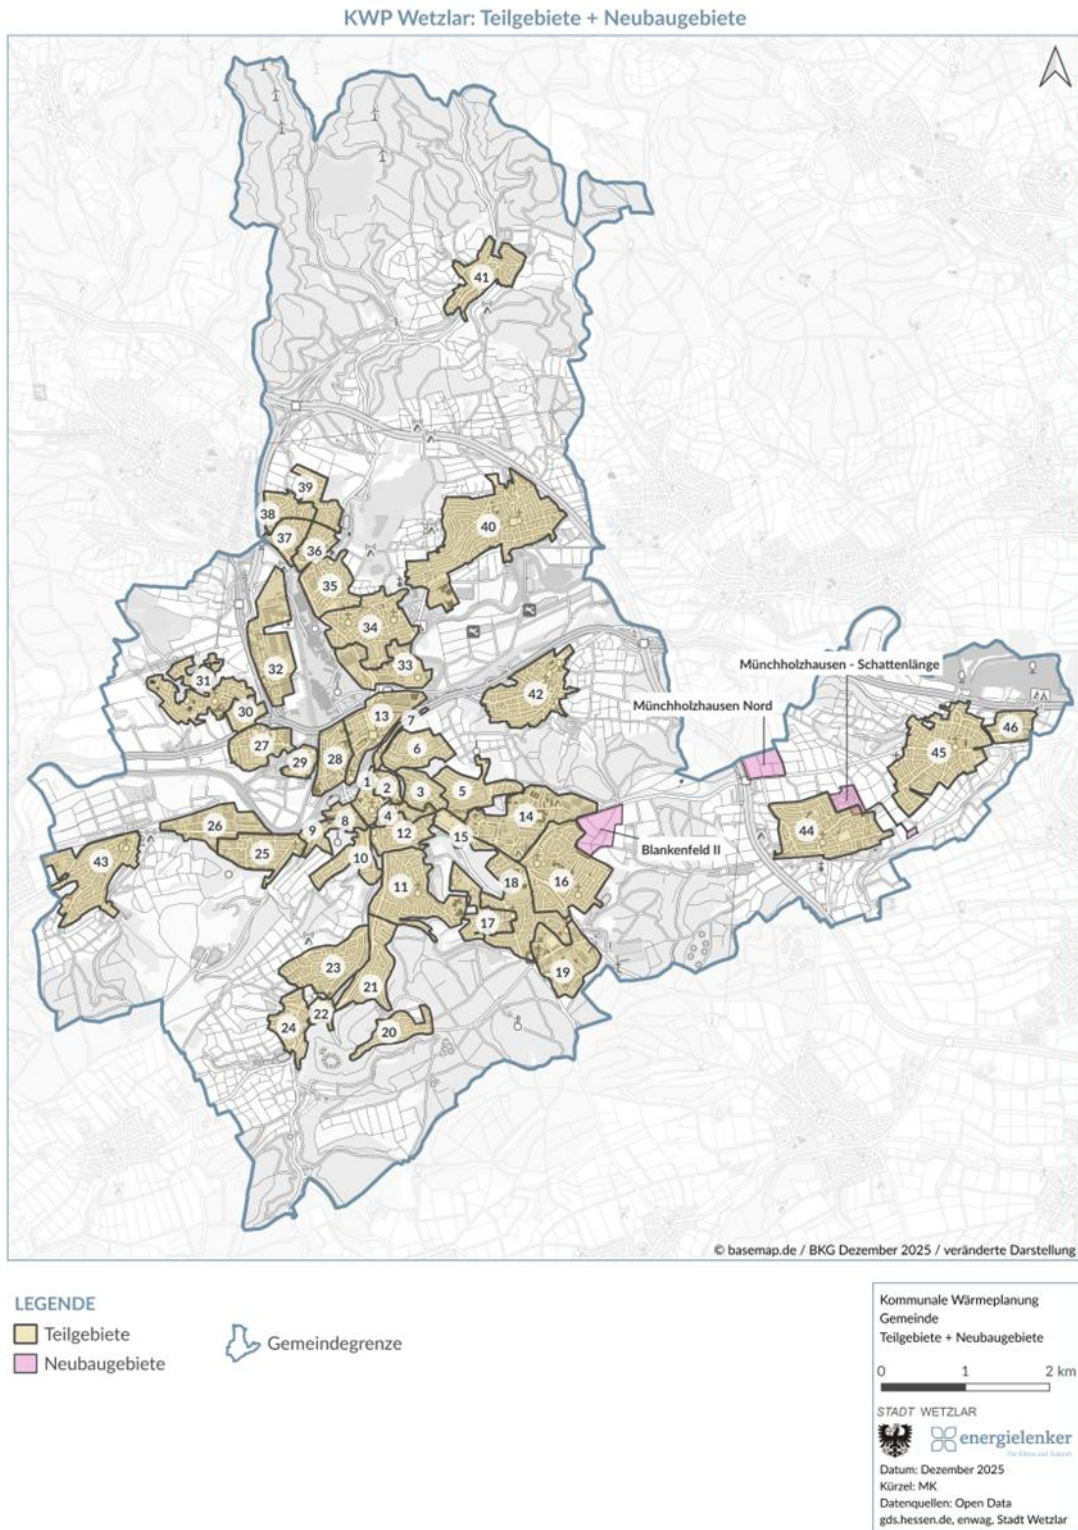 KWP Wetzlar: Teilgebiete + Neubaugebiete
41
39
38
37
36
40
35
34
33
32
31
30
42
Münchholzhausen - Schattenlänge
Münchholzhausen Nord
13
7
46
45
27
29
28
6
1
2
3
5
14
26
25
9
8
4
12
15
44
43
10
Blankenfeld II
11
18
16
17
23
21
19
22
24
20
© basemap.de / BKG Dezember 2025 / veränderte Darstellung
LEGENDE
Teilgebiete
Neubaugebiete
Gemeindegrenze
Kommunale Wärmeplanung
Gemeinde
Teilgebiete + Neubaugebiete
0 1 2 km
STADT WETZLAR
energielenker
Datum: Dezember 2025
Kürzel: MK
Datenquellen: Open Data
gds.hessen.de, enwag, Stadt Wetzlar